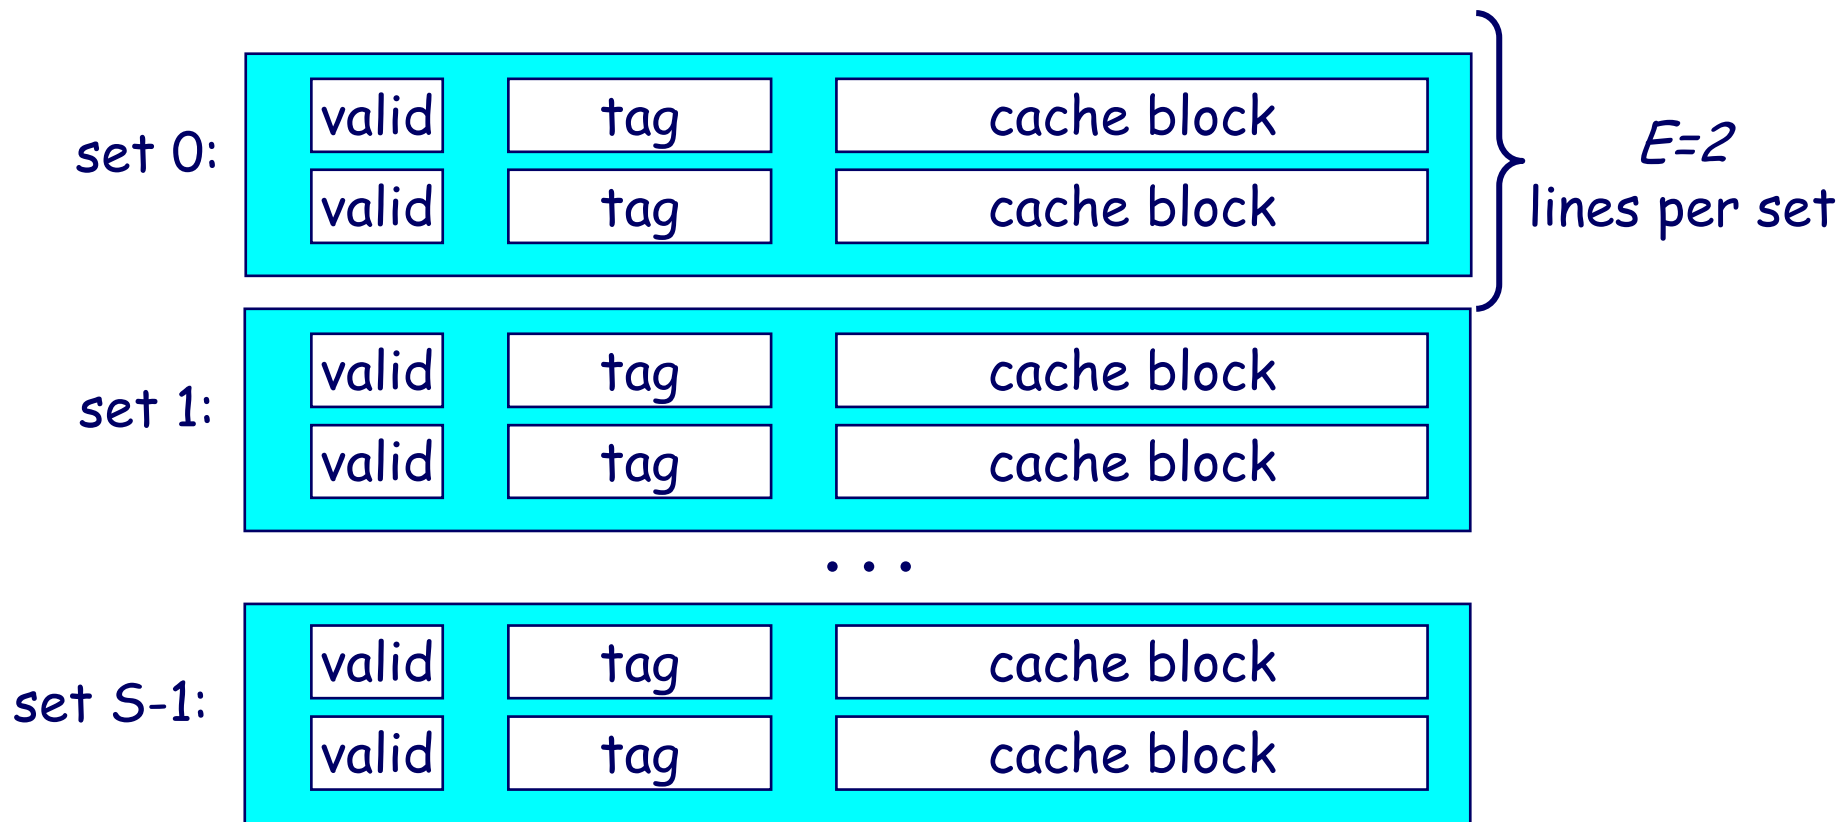 set 0:
valid tag cache block
valid tag cache block
E=2
lines per set
set 1:
valid tag cache block
valid tag cache block
. . .
set S-1:
valid tag cache block
valid tag cache block